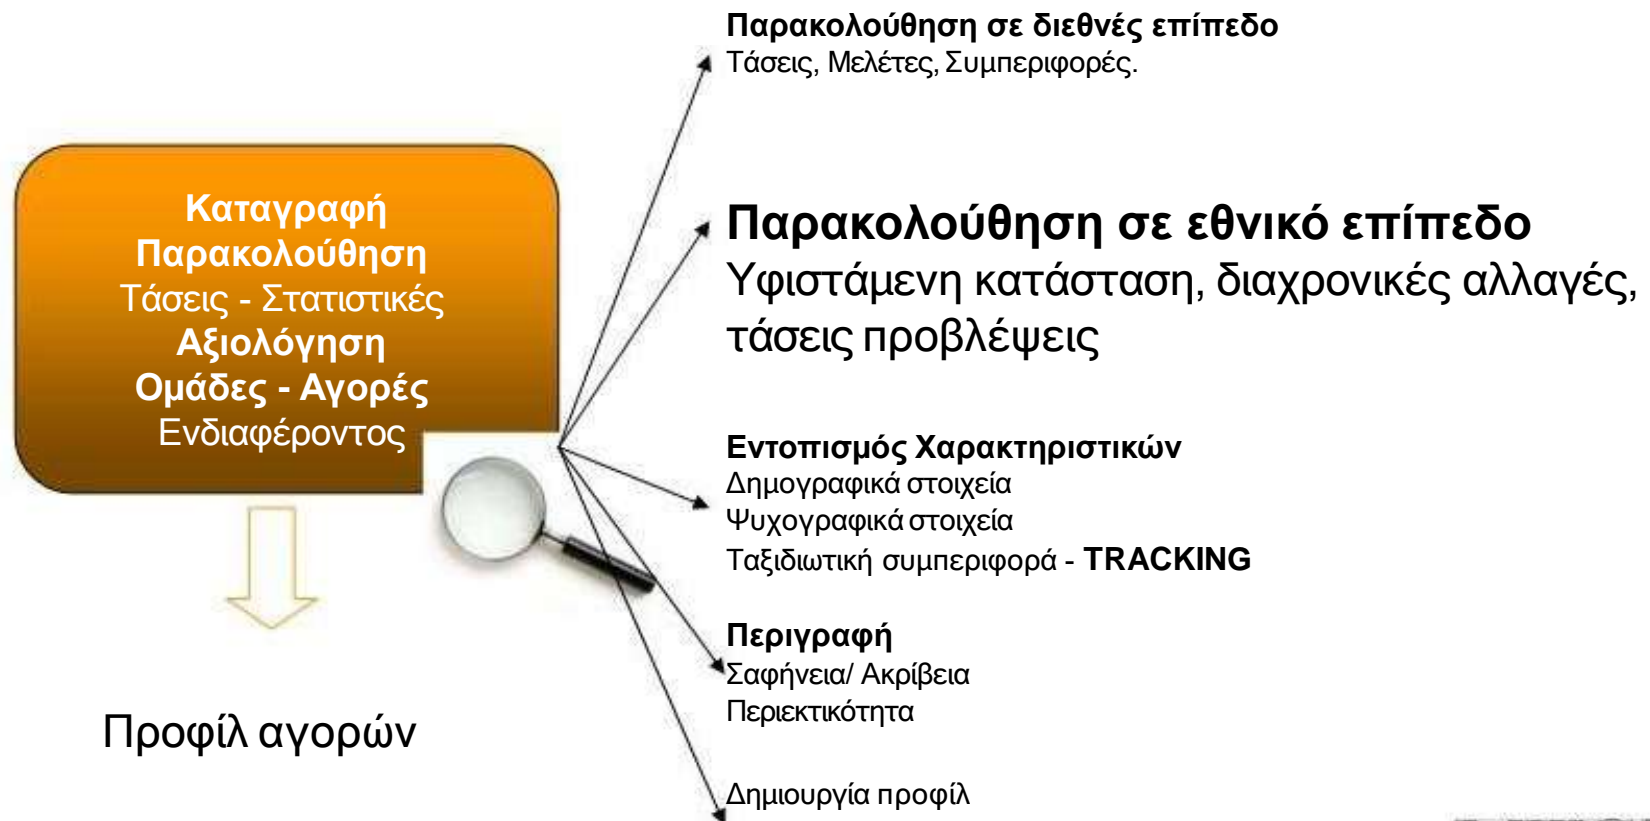 Παρακολούθηση σε διεθνές επίπεδο
Τάσεις, Μελέτες, Συμπεριφορές.
Καταγραφή
Παρακολούθηση
Τάσεις - Στατιστικές
Αξιολόγηση
Ομάδες - Αγορές
Ενδιαφέροντος
Παρακολούθηση σε εθνικό επίπεδο
Υφιστάμενη κατάσταση, διαχρονικές αλλαγές,
τάσεις προβλέψεις
Εντοπισμός Χαρακτηριστικών
Δημογραφικά στοιχεία
Ψυχογραφικά στοιχεία
Ταξιδιωτική συμπεριφορά - TRACKING
Περιγραφή
Σαφήνεια/ Ακρίβεια
Περιεκτικότητα
Προφίλ αγορών
Δημιουργία προφίλ